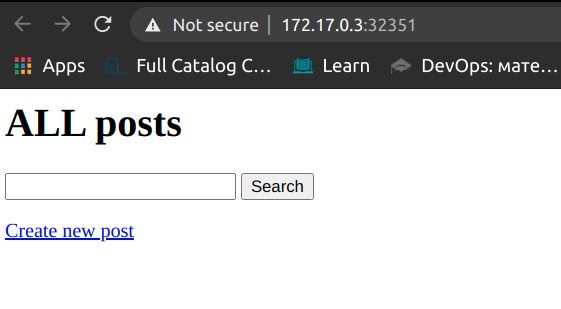 Not secure | 172.17.0.3:32351
Apps Full Catalog C... Learn DevOps: мате...
ALL posts
Search
Create new post